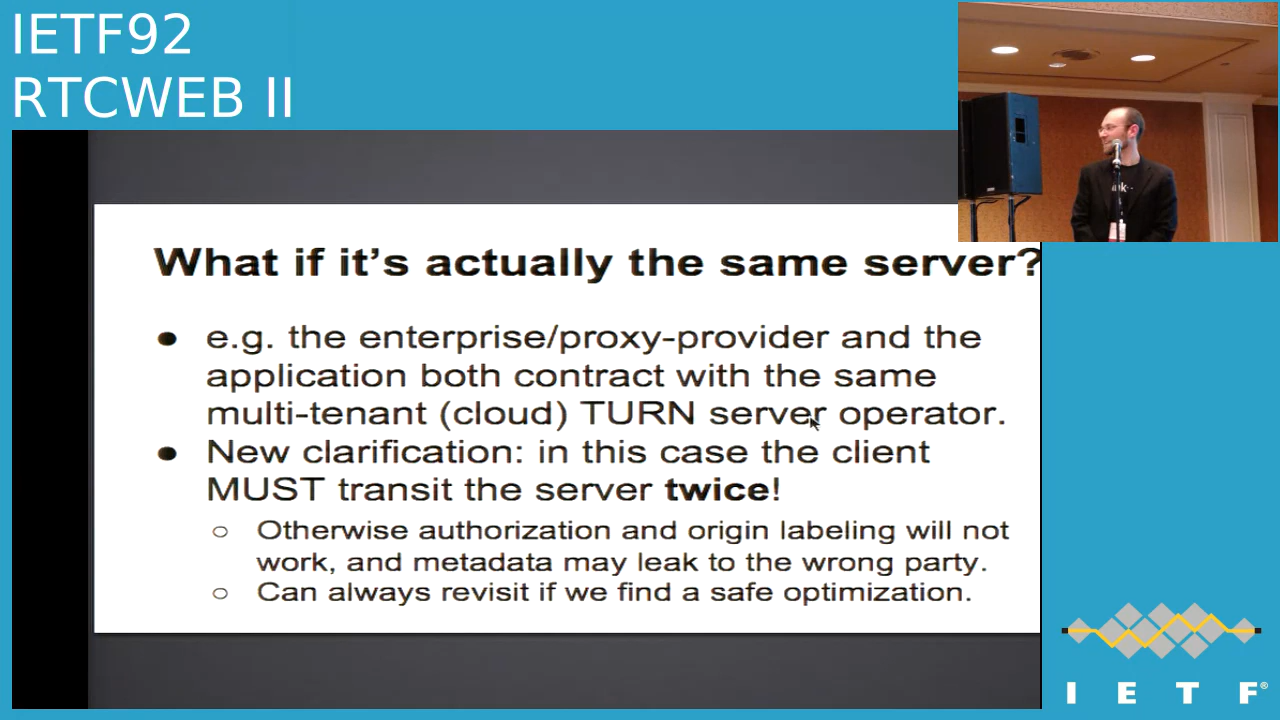 IETF92
RTCWEB II
What if it's actually the same server?
● e.g. the enterprise/proxy-provider and the
application both contract with the same
multi-tenant (cloud) TURN server operator.
● New clarification: in this case the client
MUST transit the server twice!
○ Otherwise authorization and origin labeling will not
work, and metadata may leak to the wrong party.
○ Can always revisit if we find a safe optimization.
I E T F®